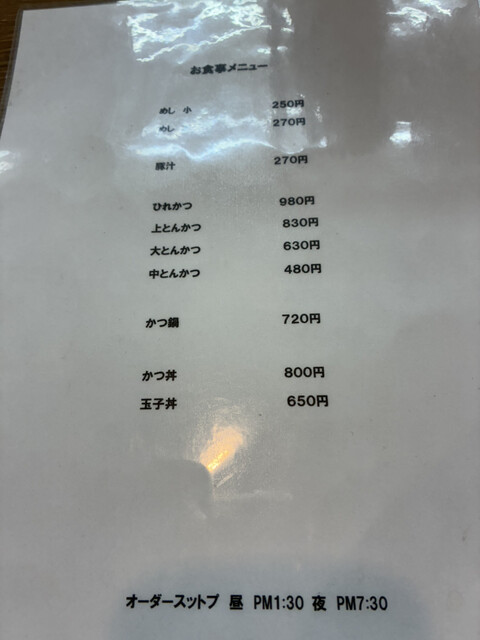 お食事メニュー
めし 小 250円
めし 270円
豚汁 270円
ひれかつ 980円
上とんかつ 830円
大とんかつ 630円
中とんかつ 480円
かつ鍋 720円
かつ丼 800円
玉子丼 650円
オーダースットプ 昼 PM1:30 夜 PM7:30